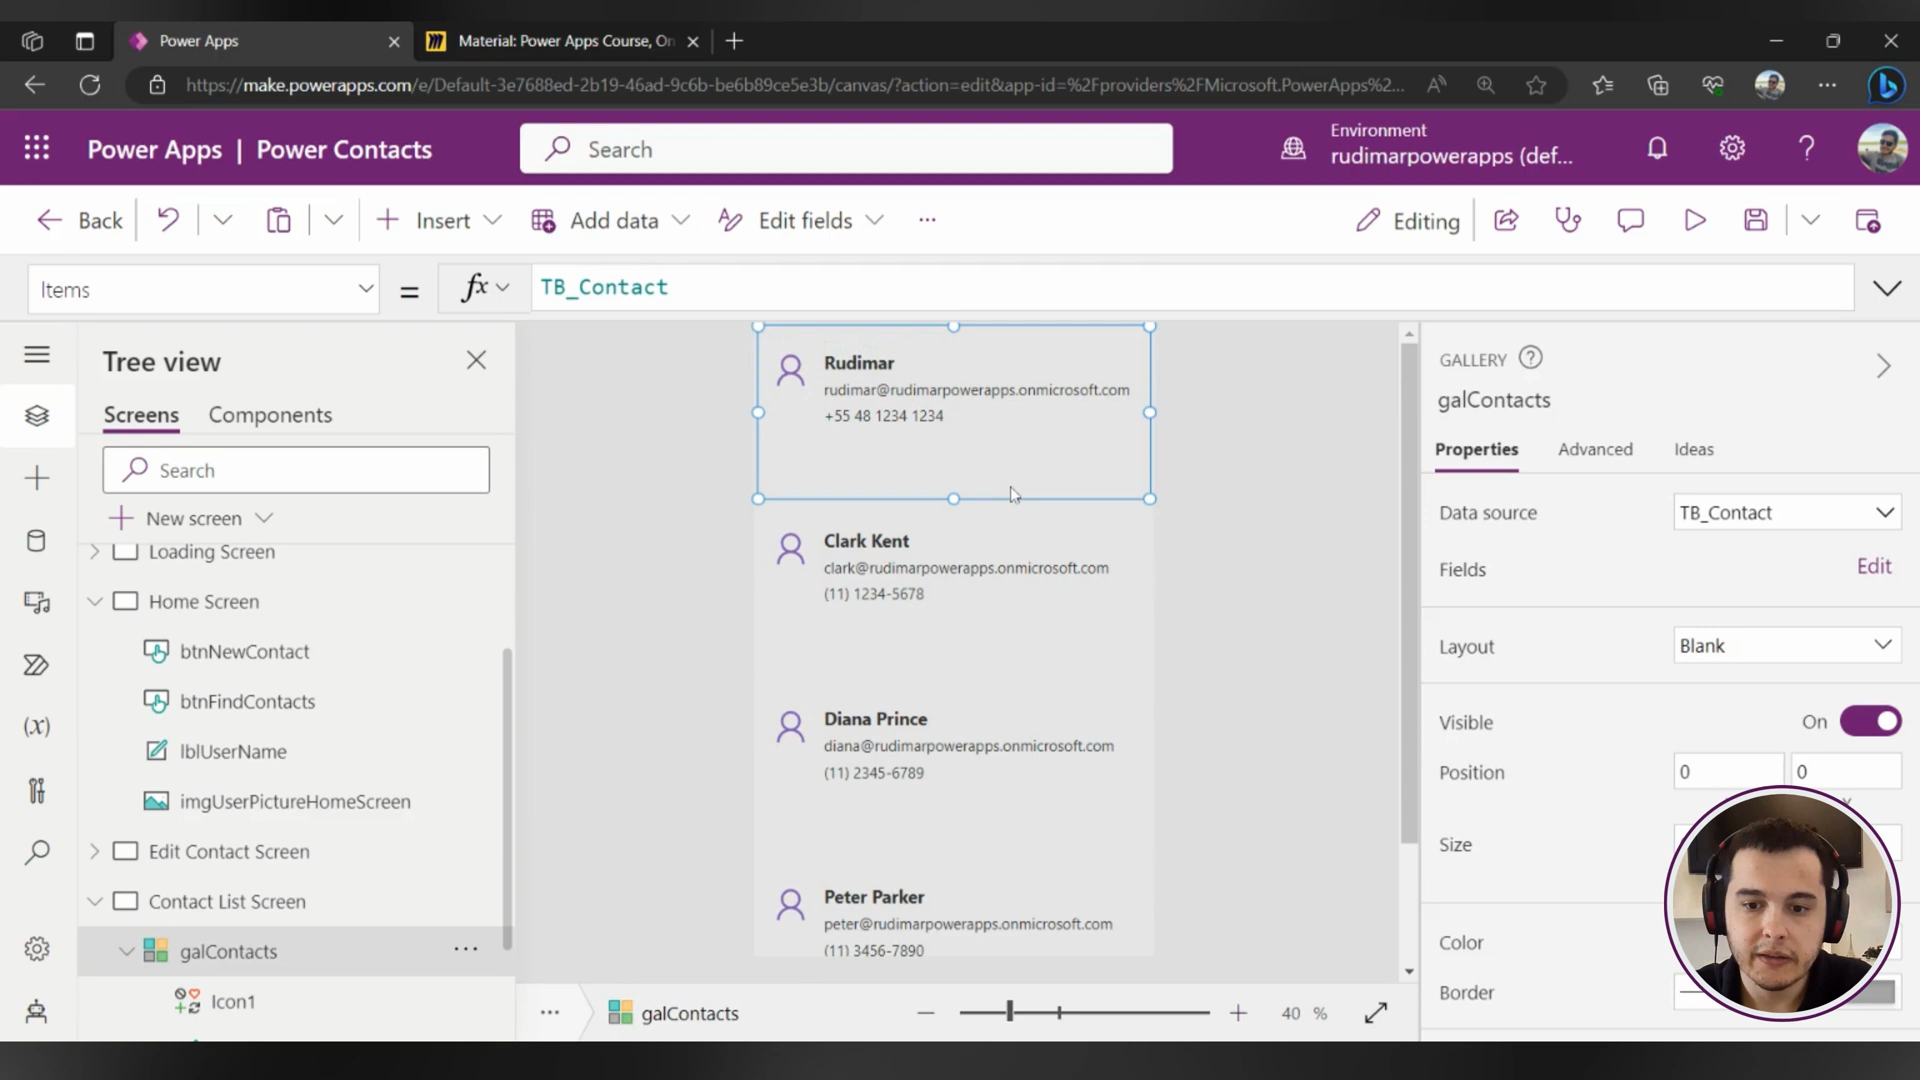 Power Apps
Material: Power Apps Course, On
https://make.powerapps.com/e/Default-3e7688ed-2b19-46ad-9c6b-be6b89ce5e3b/canvas/?action=edit&app-id=%2Fproviders%2FMicrosoft.PowerApps%2...
Power Apps | Power Contacts
Search
Environment
rudimarpowerapps (def...
Back
Insert
Add data
Edit fields
...
Editing
Items
=
fx
TB_Contact
Tree view
Screens
Components
Search
New screen
Loading Screen
Home Screen
btnNewContact
btnFindContacts
lblUserName
imgUserPictureHomeScreen
Edit Contact Screen
Contact List Screen
galContacts
...
Icon1
(x)
Rudimar
rudimar@rudimarpowerapps.onmicrosoft.com
+55 48 1234 1234
Clark Kent
clark@rudimarpowerapps.onmicrosoft.com
(11) 1234-5678
Diana Prince
diana@rudimarpowerapps.onmicrosoft.com
(11) 2345-6789
Peter Parker
peter@rudimarpowerapps.onmicrosoft.com
(11) 3456-7890
...
galContacts
40 %
GALLERY
galContacts
Properties
Advanced
Ideas
Data source
TB_Contact
Fields
Edit
Layout
Blank
Visible
On
Position
0
0
Size
Color
Border